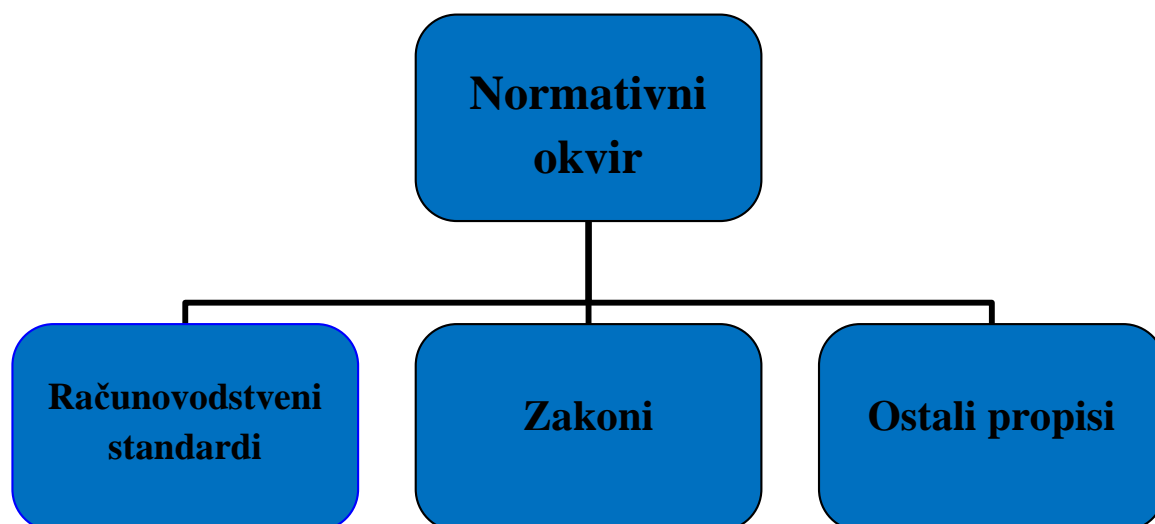 Normativni
okvir
Računovodstveni
standardi
Zakoni
Ostali propisi